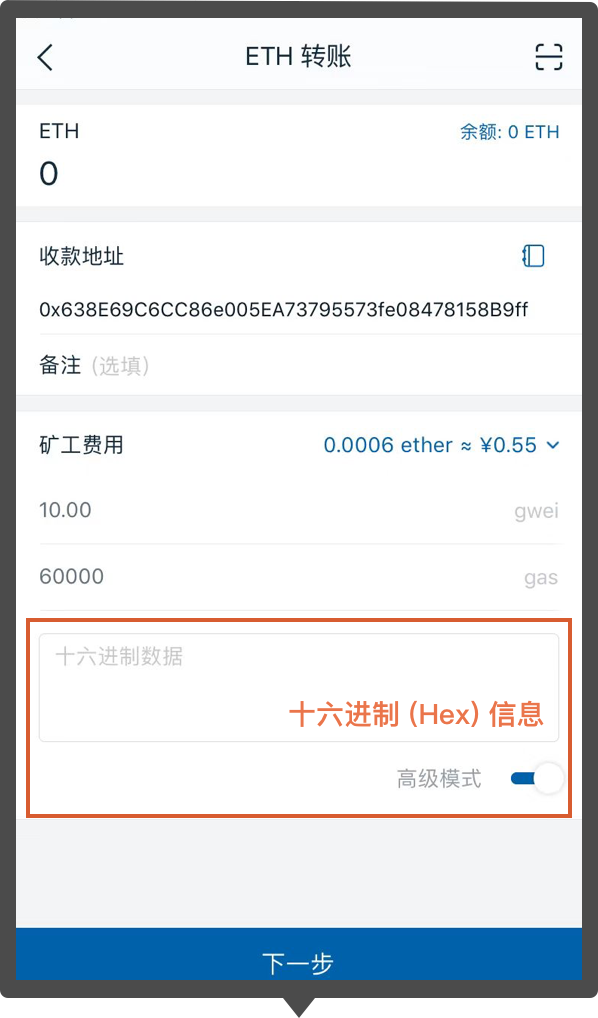 ETH 转账
ETH
余额: 0 ETH
0
收款地址
0x638E69C6CC86e005EA73795573fe08478158B9ff
备注 (选填)
矿工费用
0.0006 ether ≈ ¥0.55
10.00
gwei
60000
gas
十六进制数据
十六进制 (Hex) 信息
高级模式
下一步